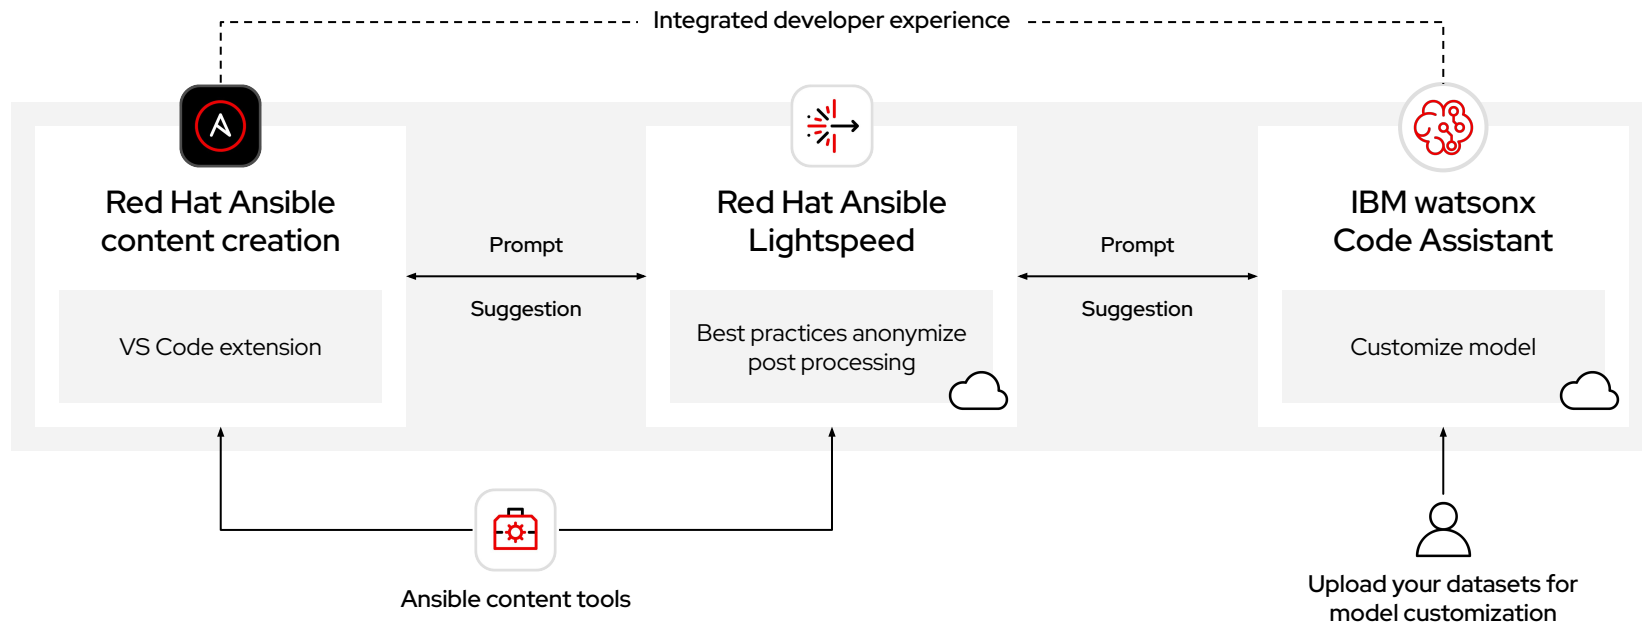 Integrated developer experience
Red Hat Ansible
content creation
VS Code extension
Prompt
Suggestion
Red Hat Ansible
Lightspeed
Best practices anonymize
post processing
Prompt
Suggestion
IBM watsonx
Code Assistant
Customize model
Ansible content tools
Upload your datasets for
model customization